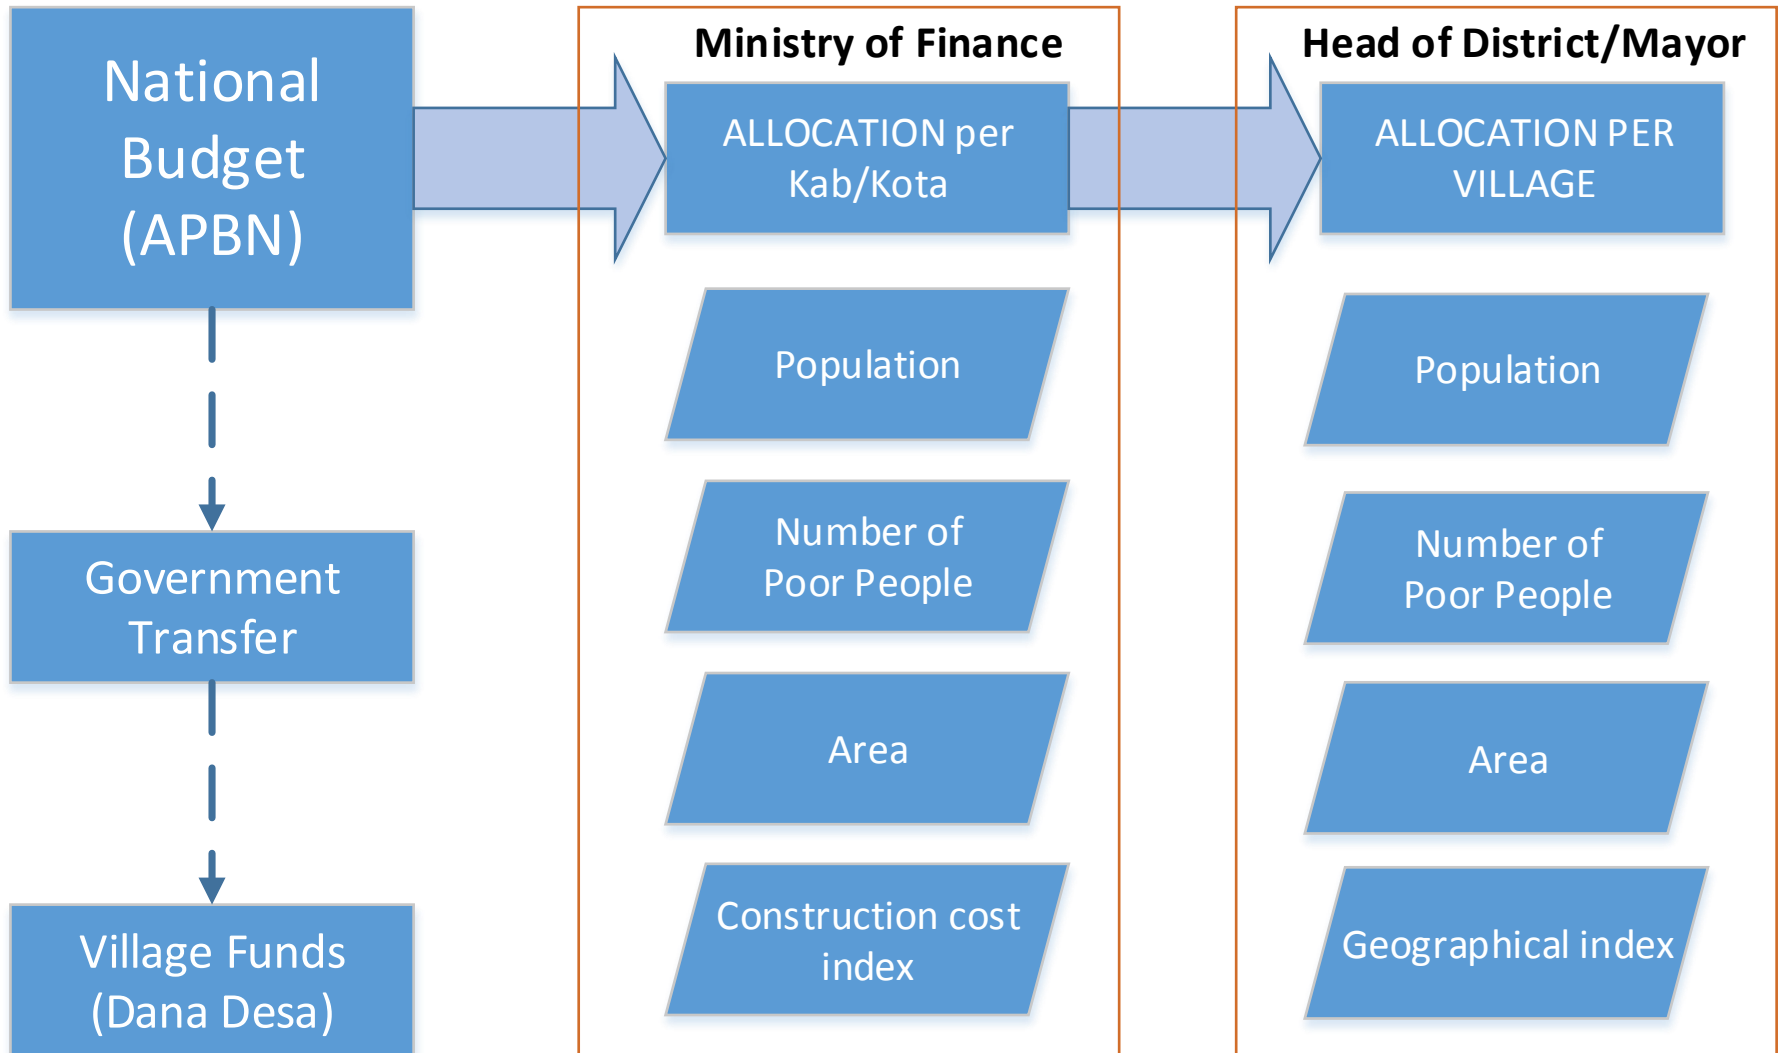 National
Budget
(APBN)
Government
Transfer
Village Funds
(Dana Desa)
Ministry of Finance
ALLOCATION per
Kab/Kota
Population
Number of
Poor People
Area
Construction cost
index
Head of District/Mayor
ALLOCATION PER
VILLAGE
Population
Number of
Poor People
Area
Geographical index